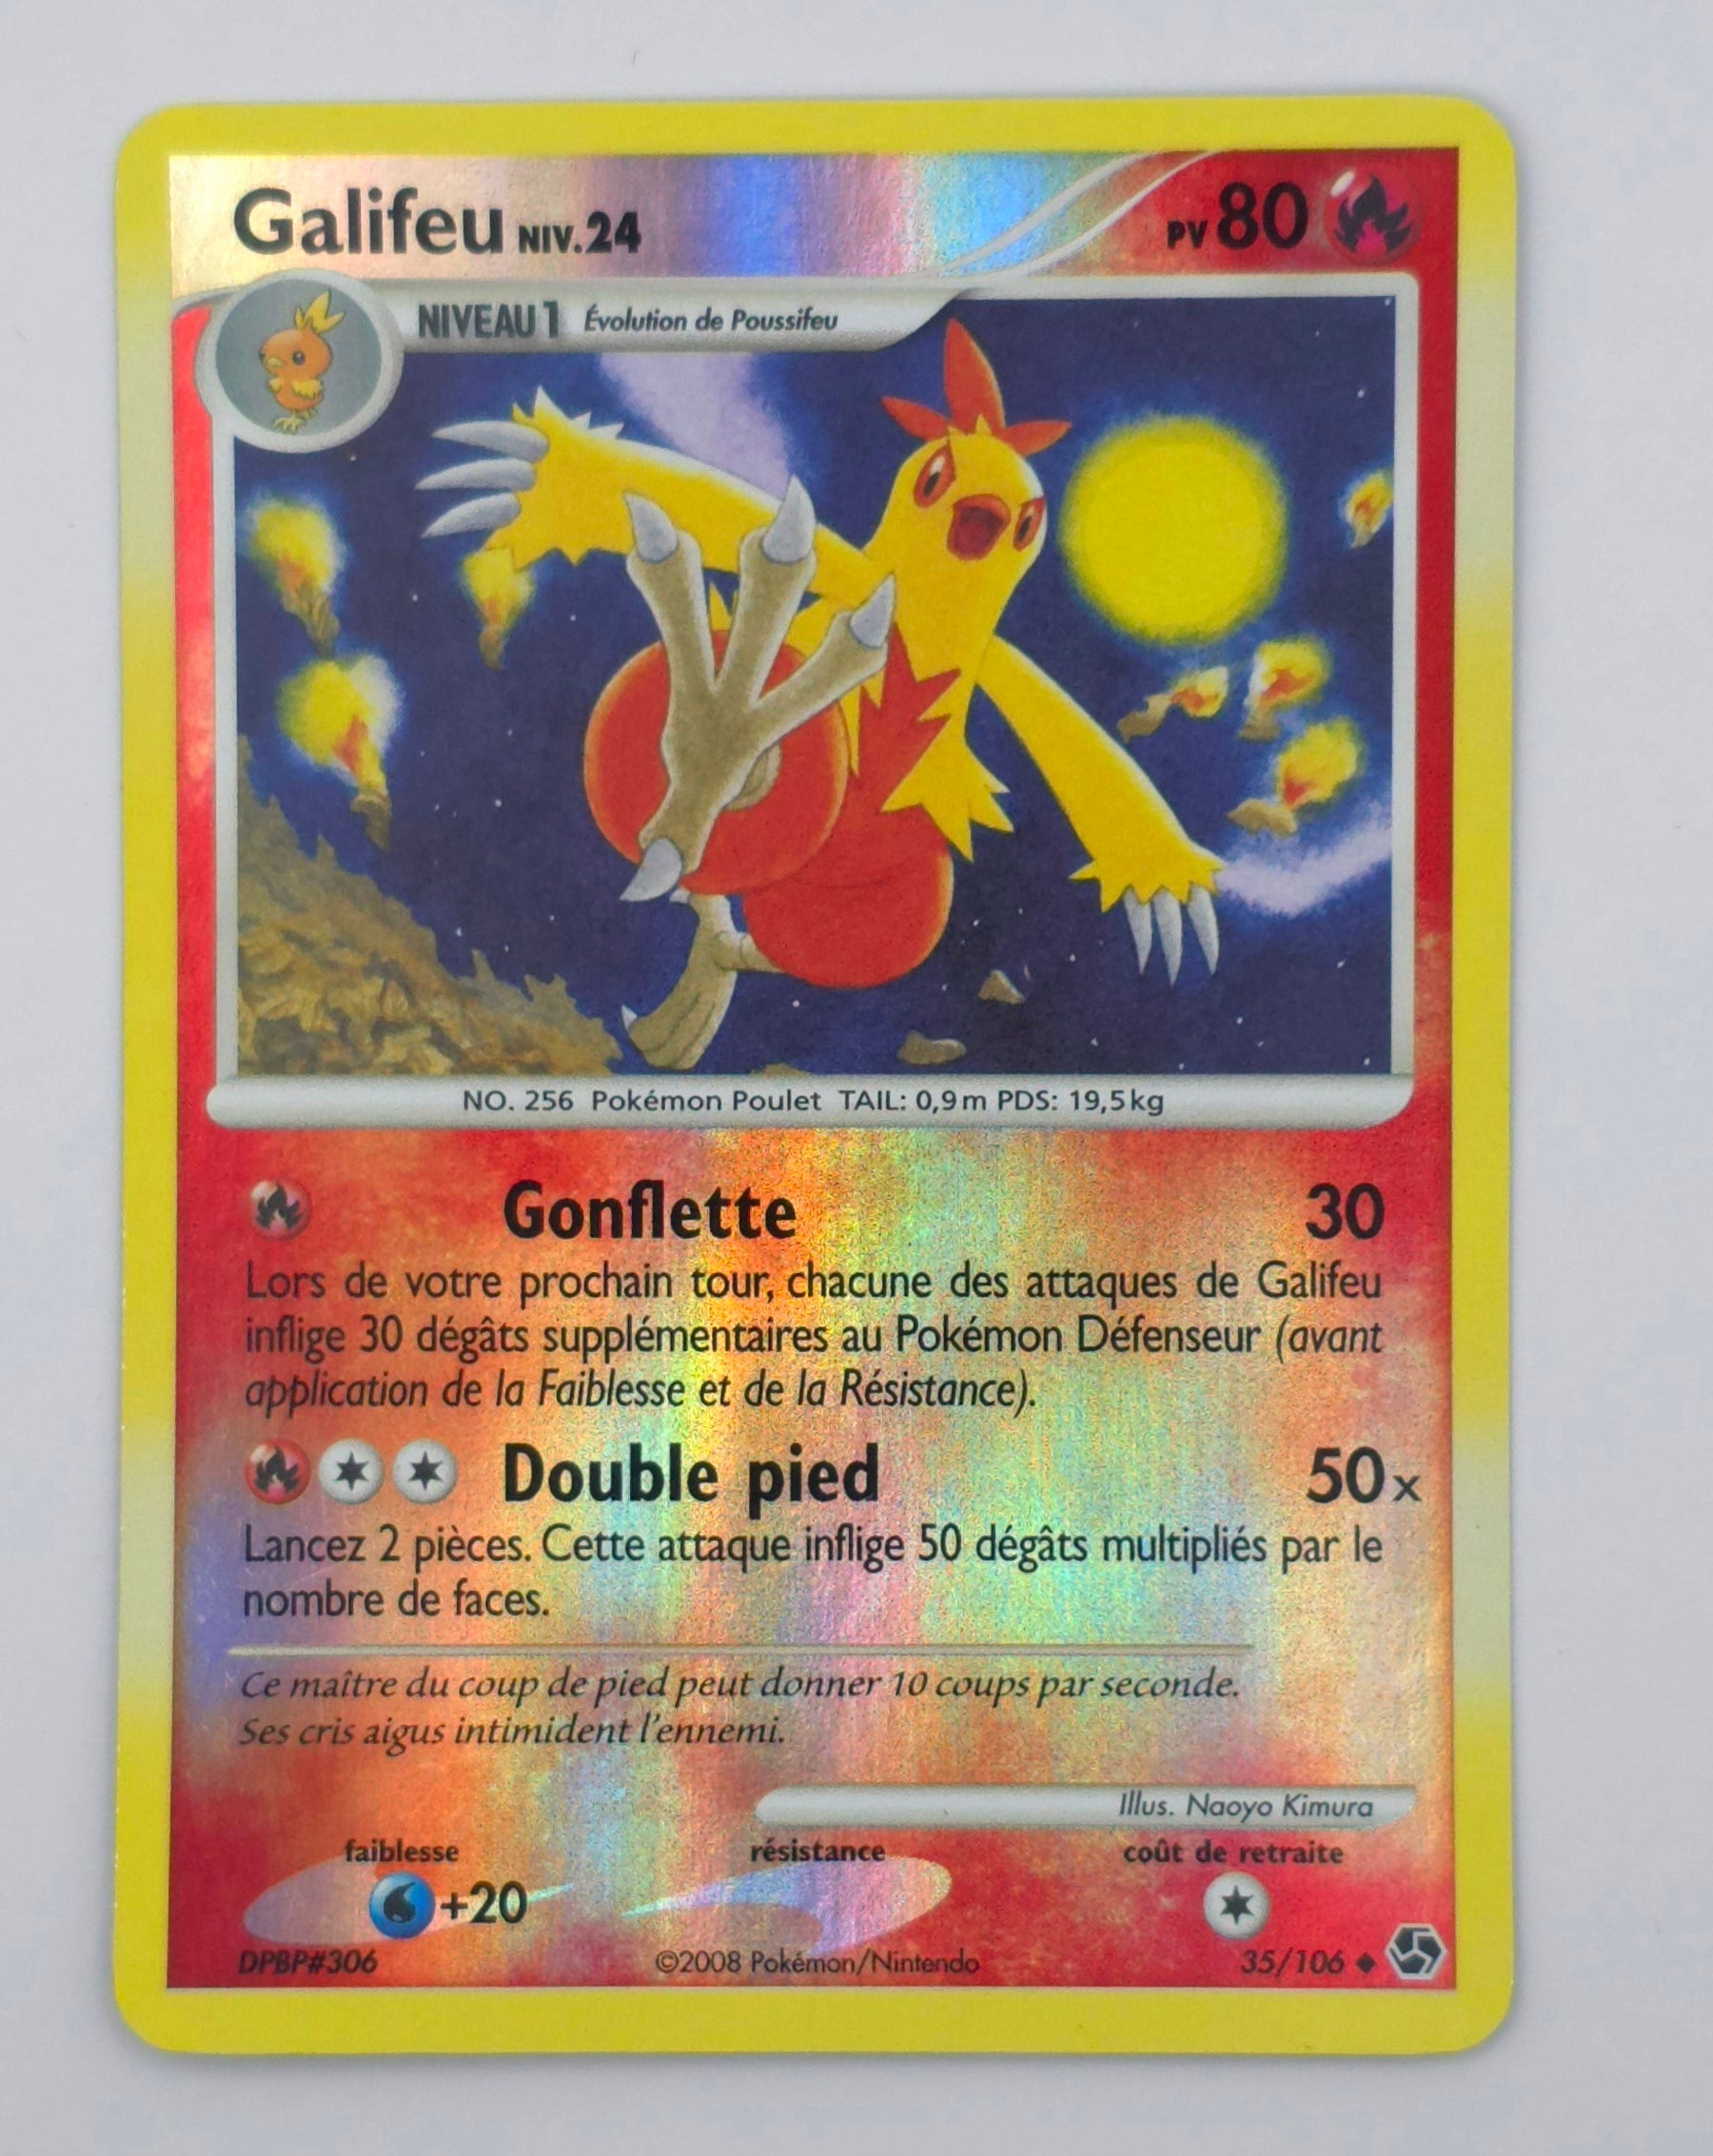 Galifeu NIV.24 PV 80
NIVEAU 1 Évolution de Poussifeu
NO. 256 Pokémon Poulet TAIL: 0,9m PDS: 19,5kg
Gonflette 30
Lors de votre prochain tour, chacune des attaques de Galifeu
inflige 30 dégâts supplémentaires au Pokémon Défenseur (avant
application de la Faiblesse et de la Résistance).
Double pied 50x
Lancez 2 pièces. Cette attaque inflige 50 dégâts multipliés par le
nombre de faces.
Ce maître du coup de pied peut donner 10 coups par seconde.
Ses cris aigus intimident l'ennemi.
Illus. Naoyo Kimura
faiblesse résistance coût de retraite
+20
DPBP#306 ©2008 Pokémon/Nintendo 35/106